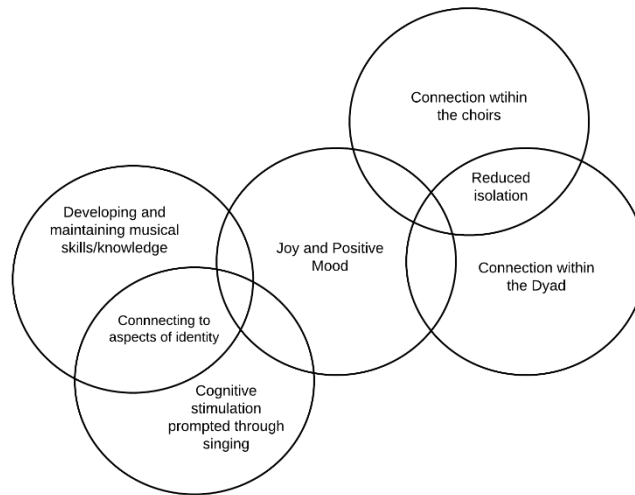 Connection wtihin
the choirs
Reduced
isolation
Developing and
maintaining musical
skills/knowledge
Joy and Positive
Mood
Connection within
the Dyad
Connnecting to
aspects of identity
Cognitive
stimulation
prompted through
singing